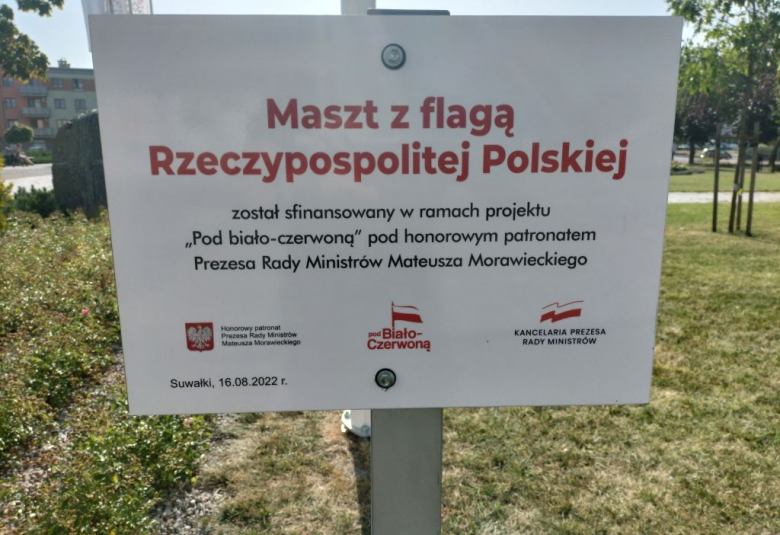 Maszt z flagą
Rzeczypospolitej Polskiej
został sfinansowany w ramach projektu
„Pod biało-czerwoną” pod honorowym patronatem
Prezesa Rady Ministrów Mateusza Morawieckiego
Honorowy patronat
Prezesa Rady Ministrów
Mateusza Morawieckiego
pod Biało-
Czerwoną
KANCELARIA PREZESA
RADY MINISTRÓW
Suwałki, 16.08.2022 r.